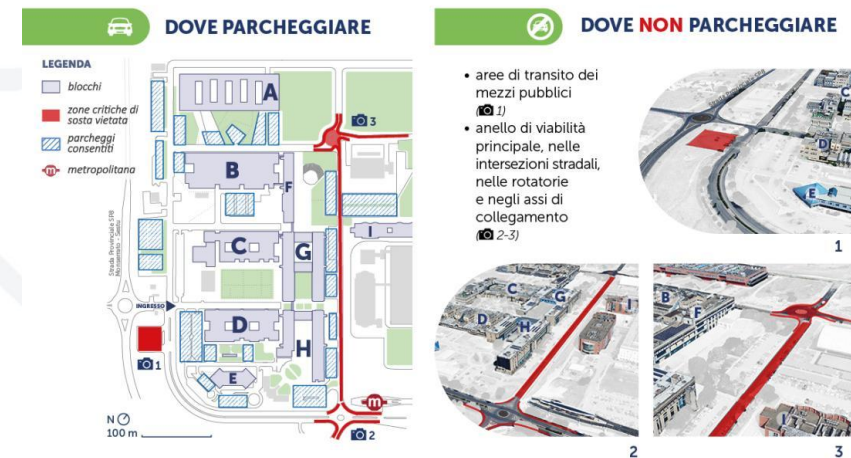 DOVE PARCHEGGIARE
LEGENDA
blocchi
zone critiche di
sosta vietata
parcheggi
consentiti
m metropolitana
A
3
B
F
I
C
G
Strada Provinciale SP8
Monserrato - Sestu
INGRESSO
D
H
E
1
m
N
100 m
2
DOVE NON PARCHEGGIARE
• aree di transito dei
mezzi pubblici
( 1)
• anello di viabilità
principale, nelle
intersezioni stradali,
nelle rotatorie
e negli assi di
collegamento
( 2-3)
C
D
E
1
C
G
I
D
H
2
B
F
I
3